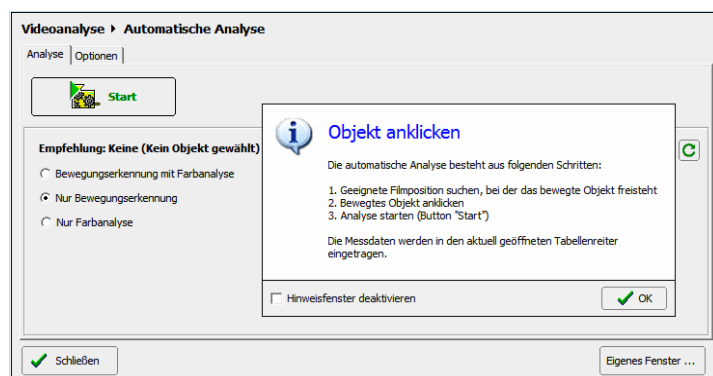 Videoanalyse ▸ Automatische Analyse
Analyse
Optionen
Start
Empfehlung: Keine (Kein Objekt gewählt)
Bewegungserkennung mit Farbanalyse
Nur Bewegungserkennung
Nur Farbanalyse
Objekt anklicken
Die automatische Analyse besteht aus folgenden Schritten:
1. Geeignete Filmposition suchen, bei der das bewegte Objekt freisteht
2. Bewegtes Objekt anklicken
3. Analyse starten (Button "Start")
Die Messdaten werden in den aktuell geöffneten Tabellenreiter
eingetragen.
Hinweisfenster deaktivieren
OK
Schließen
Eigenes Fenster ...